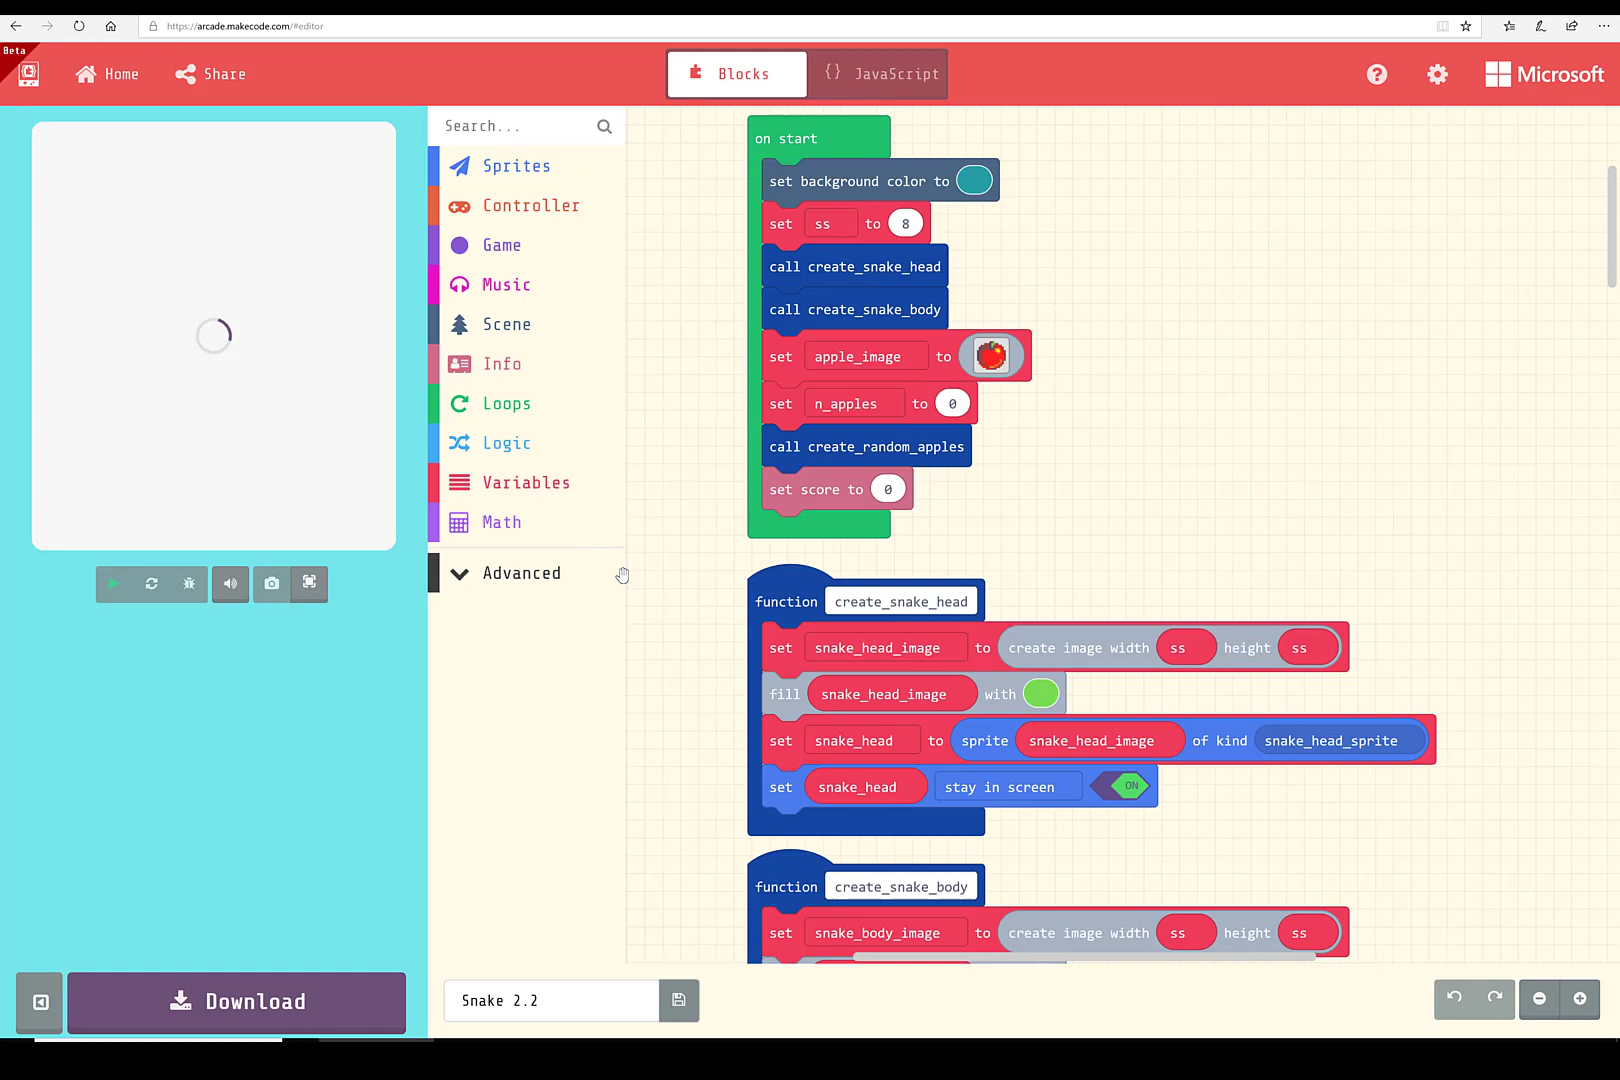 https://arcade.makecode.com/#editor
Beta
Home
Share
Blocks
{} JavaScript
?
Microsoft
Search...
Sprites
Controller
Game
Music
Scene
Info
Loops
Logic
Variables
Math
Advanced
on start
set background color to
set ss to 8
call create_snake_head
call create_snake_body
set apple_image to
set n_apples to 0
call create_random_apples
set score to 0
function create_snake_head
set snake_head_image to create image width ss height ss
fill snake_head_image with
set snake_head to sprite snake_head_image of kind snake_head_sprite
set snake_head stay in screen ON
function create_snake_body
set snake_body_image to create image width ss height ss
Download
Snake 2.2